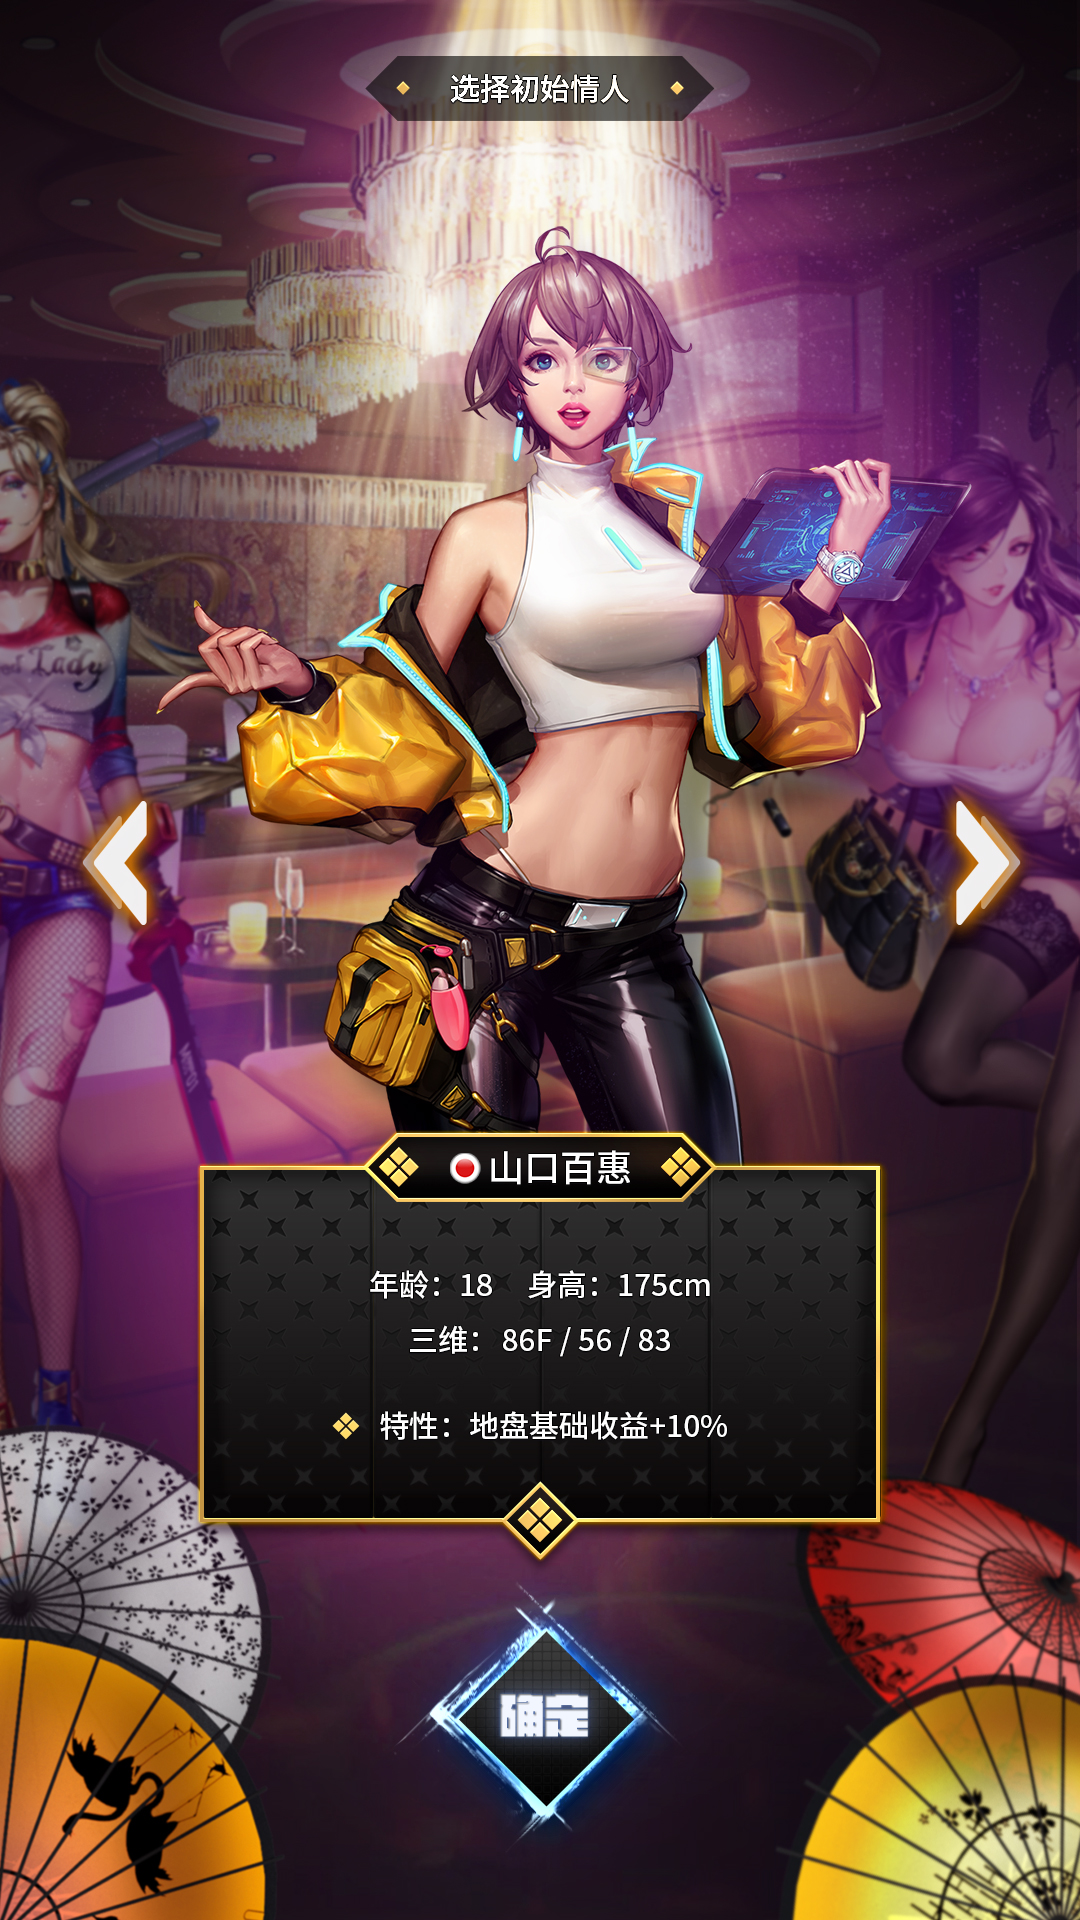 选择初始情人
Lady
山口百惠
年龄：18 身高：175cm
三维：86F / 56 / 83
特性：地盘基础收益+10%
确定